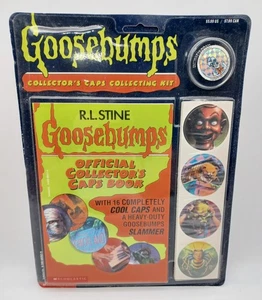 Goosebumps
COLLECTOR'S CAPS COLLECTING KIT
R.L. STINE
Goosebumps
OFFICIAL
COLLECTOR'S
CAPS BOOK
WITH 16 COMPLETELY
COOL CAPS AND
A HEAVY DUTY
GOOSEBUMPS
SLAMMER
SCHOLASTIC